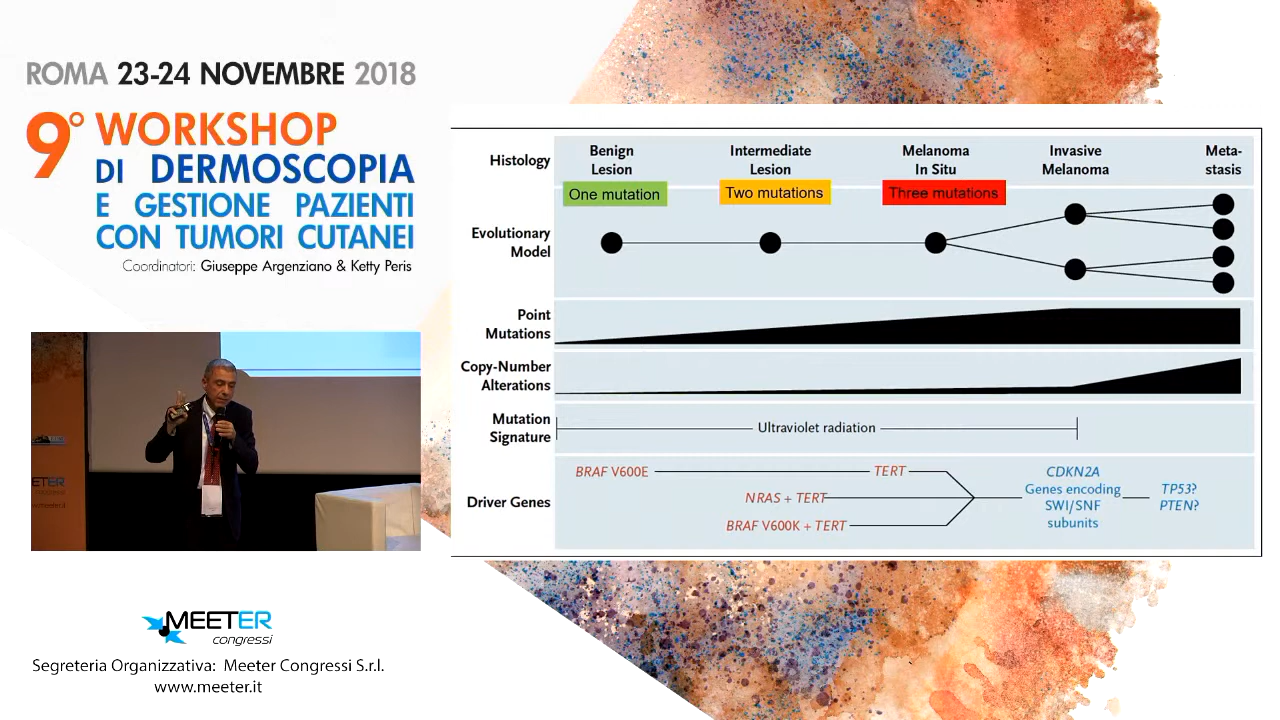 ROMA 23-24 NOVEMBRE 2018
9° WORKSHOP
DI DERMOSCOPIA
E GESTIONE PAZIENTI
CON TUMORI CUTANEI
Coordinatori: Giuseppe Argenziano & Ketty Peris
ETER
MEETER
congressi
Segreteria Organizzativa: Meeter Congressi S.r.l.
www.meeter.it
Histology
Benign
Lesion
Intermediate
Lesion
Melanoma
In Situ
Invasive
Melanoma
Meta-
stasis
One mutation
Two mutations
Three mutations
Evolutionary
Model
Point
Mutations
Copy-Number
Alterations
Mutation
Signature
Ultraviolet radiation
Driver Genes
BRAF V600E
TERT
NRAS + TERT
BRAF V600K + TERT
CDKN2A
Genes encoding
SWI/SNF
subunits
TP53?
PTEN?